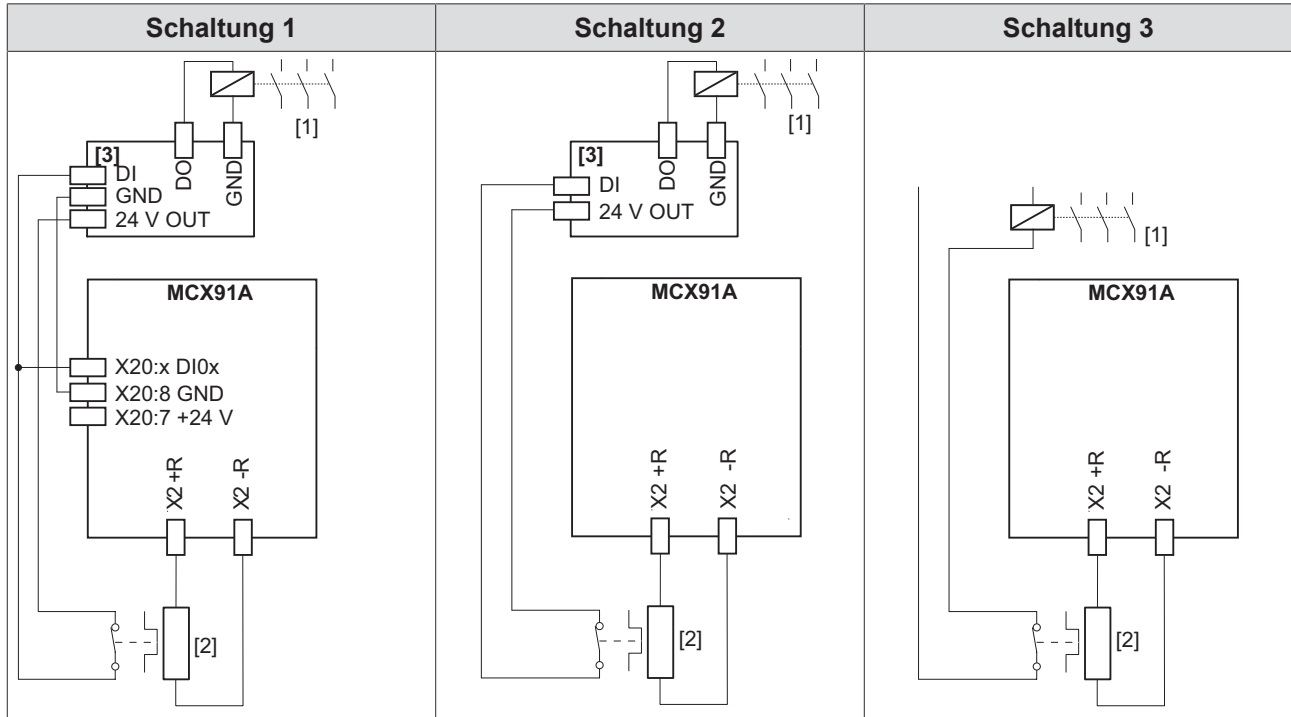 Schaltung 1
Schaltung 2
Schaltung 3
[1]
[3]
DI
GND
24 V OUT
DO
GND
MCX91A
X20:x DI0x
X20:8 GND
X20:7 +24 V
X2 +R
X2 -R
[2]
[1]
[3]
DI
24 V OUT
DO
GND
MCX91A
X2 +R
X2 -R
[2]
[1]
MCX91A
X2 +R
X2 -R
[2]